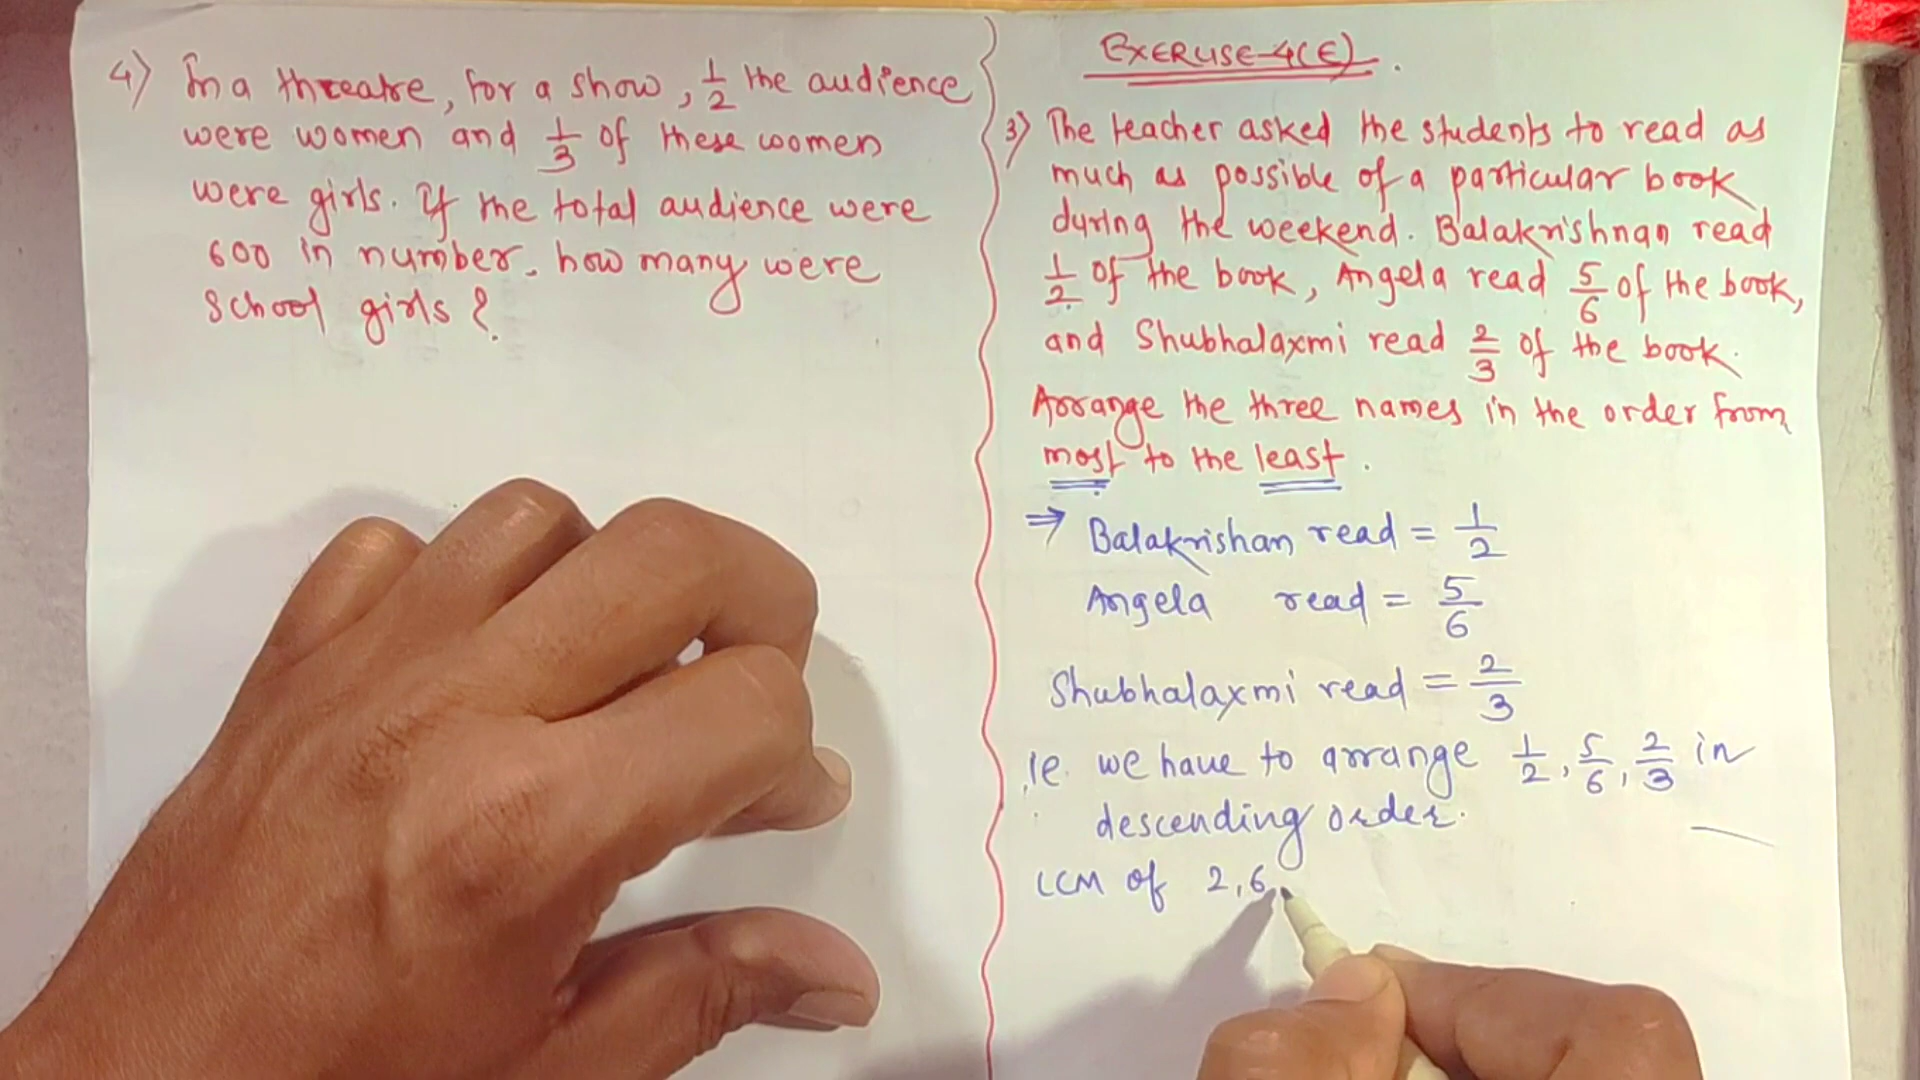 4) In a threatre, for a show, 1/2 the audience
were women and 1/3 of these women
were girls. If the total audience were
600 in number, how many were
School girls?
EXERCISE-4(E).
3) The teacher asked the students to read as
much as possible of a particular book
during the weekend. Balakrishnan read
1/2 of the book, Angela read 5/6 of the book,
and Shubhalaxmi read 2/3 of the book.
Arrange the three names in the order from
most to the least.
⇒ Balakrishan read = 1/2
Angela read = 5/6
Shubhalaxmi read = 2/3
ie. we have to arrange 1/2, 5/6, 2/3 in
descending order.
LCM of 2,6